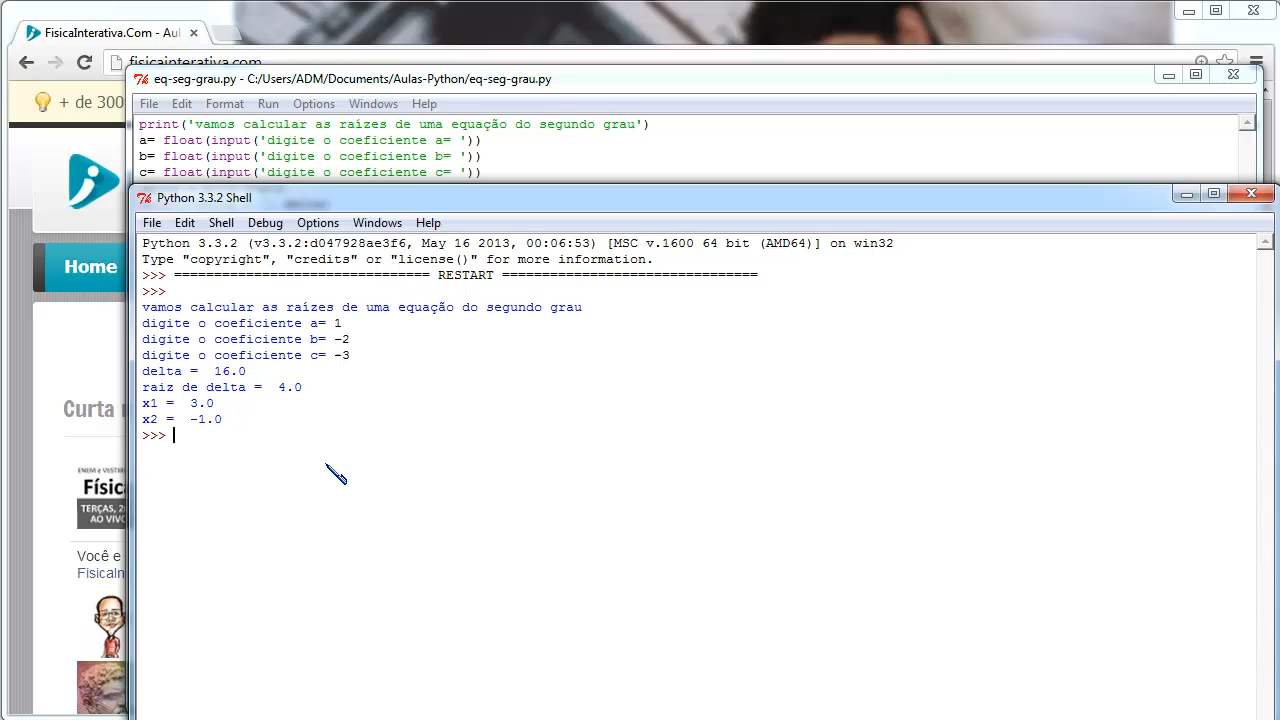 FisicaInterativa.Com - Aul
fisicainterativa.com
eq-seg-grau.py - C:/Users/ADM/Documents/Aulas-Python/eq-seg-grau.py
+ de 300
File Edit Format Run Options Windows Help
print('vamos calcular as raízes de uma equação do segundo grau')
a= float(input('digite o coeficiente a= '))
b= float(input('digite o coeficiente b= '))
c= float(input('digite o coeficiente c= '))
Python 3.3.2 Shell
File Edit Shell Debug Options Windows Help
Python 3.3.2 (v3.3.2:d047928ae3f6, May 16 2013, 00:06:53) [MSC v.1600 64 bit (AMD64)] on win32
Type "copyright", "credits" or "license()" for more information.
>>> ================================ RESTART ================================
>>>
vamos calcular as raízes de uma equação do segundo grau
digite o coeficiente a= 1
digite o coeficiente b= -2
digite o coeficiente c= -3
delta =  16.0
raiz de delta =  4.0
x1 =  3.0
x2 =  -1.0
>>>
Home
Curta
ENEM e VESTIB
Físic
TERÇAS, 2
AO VIVO
Você e
FisicaIn